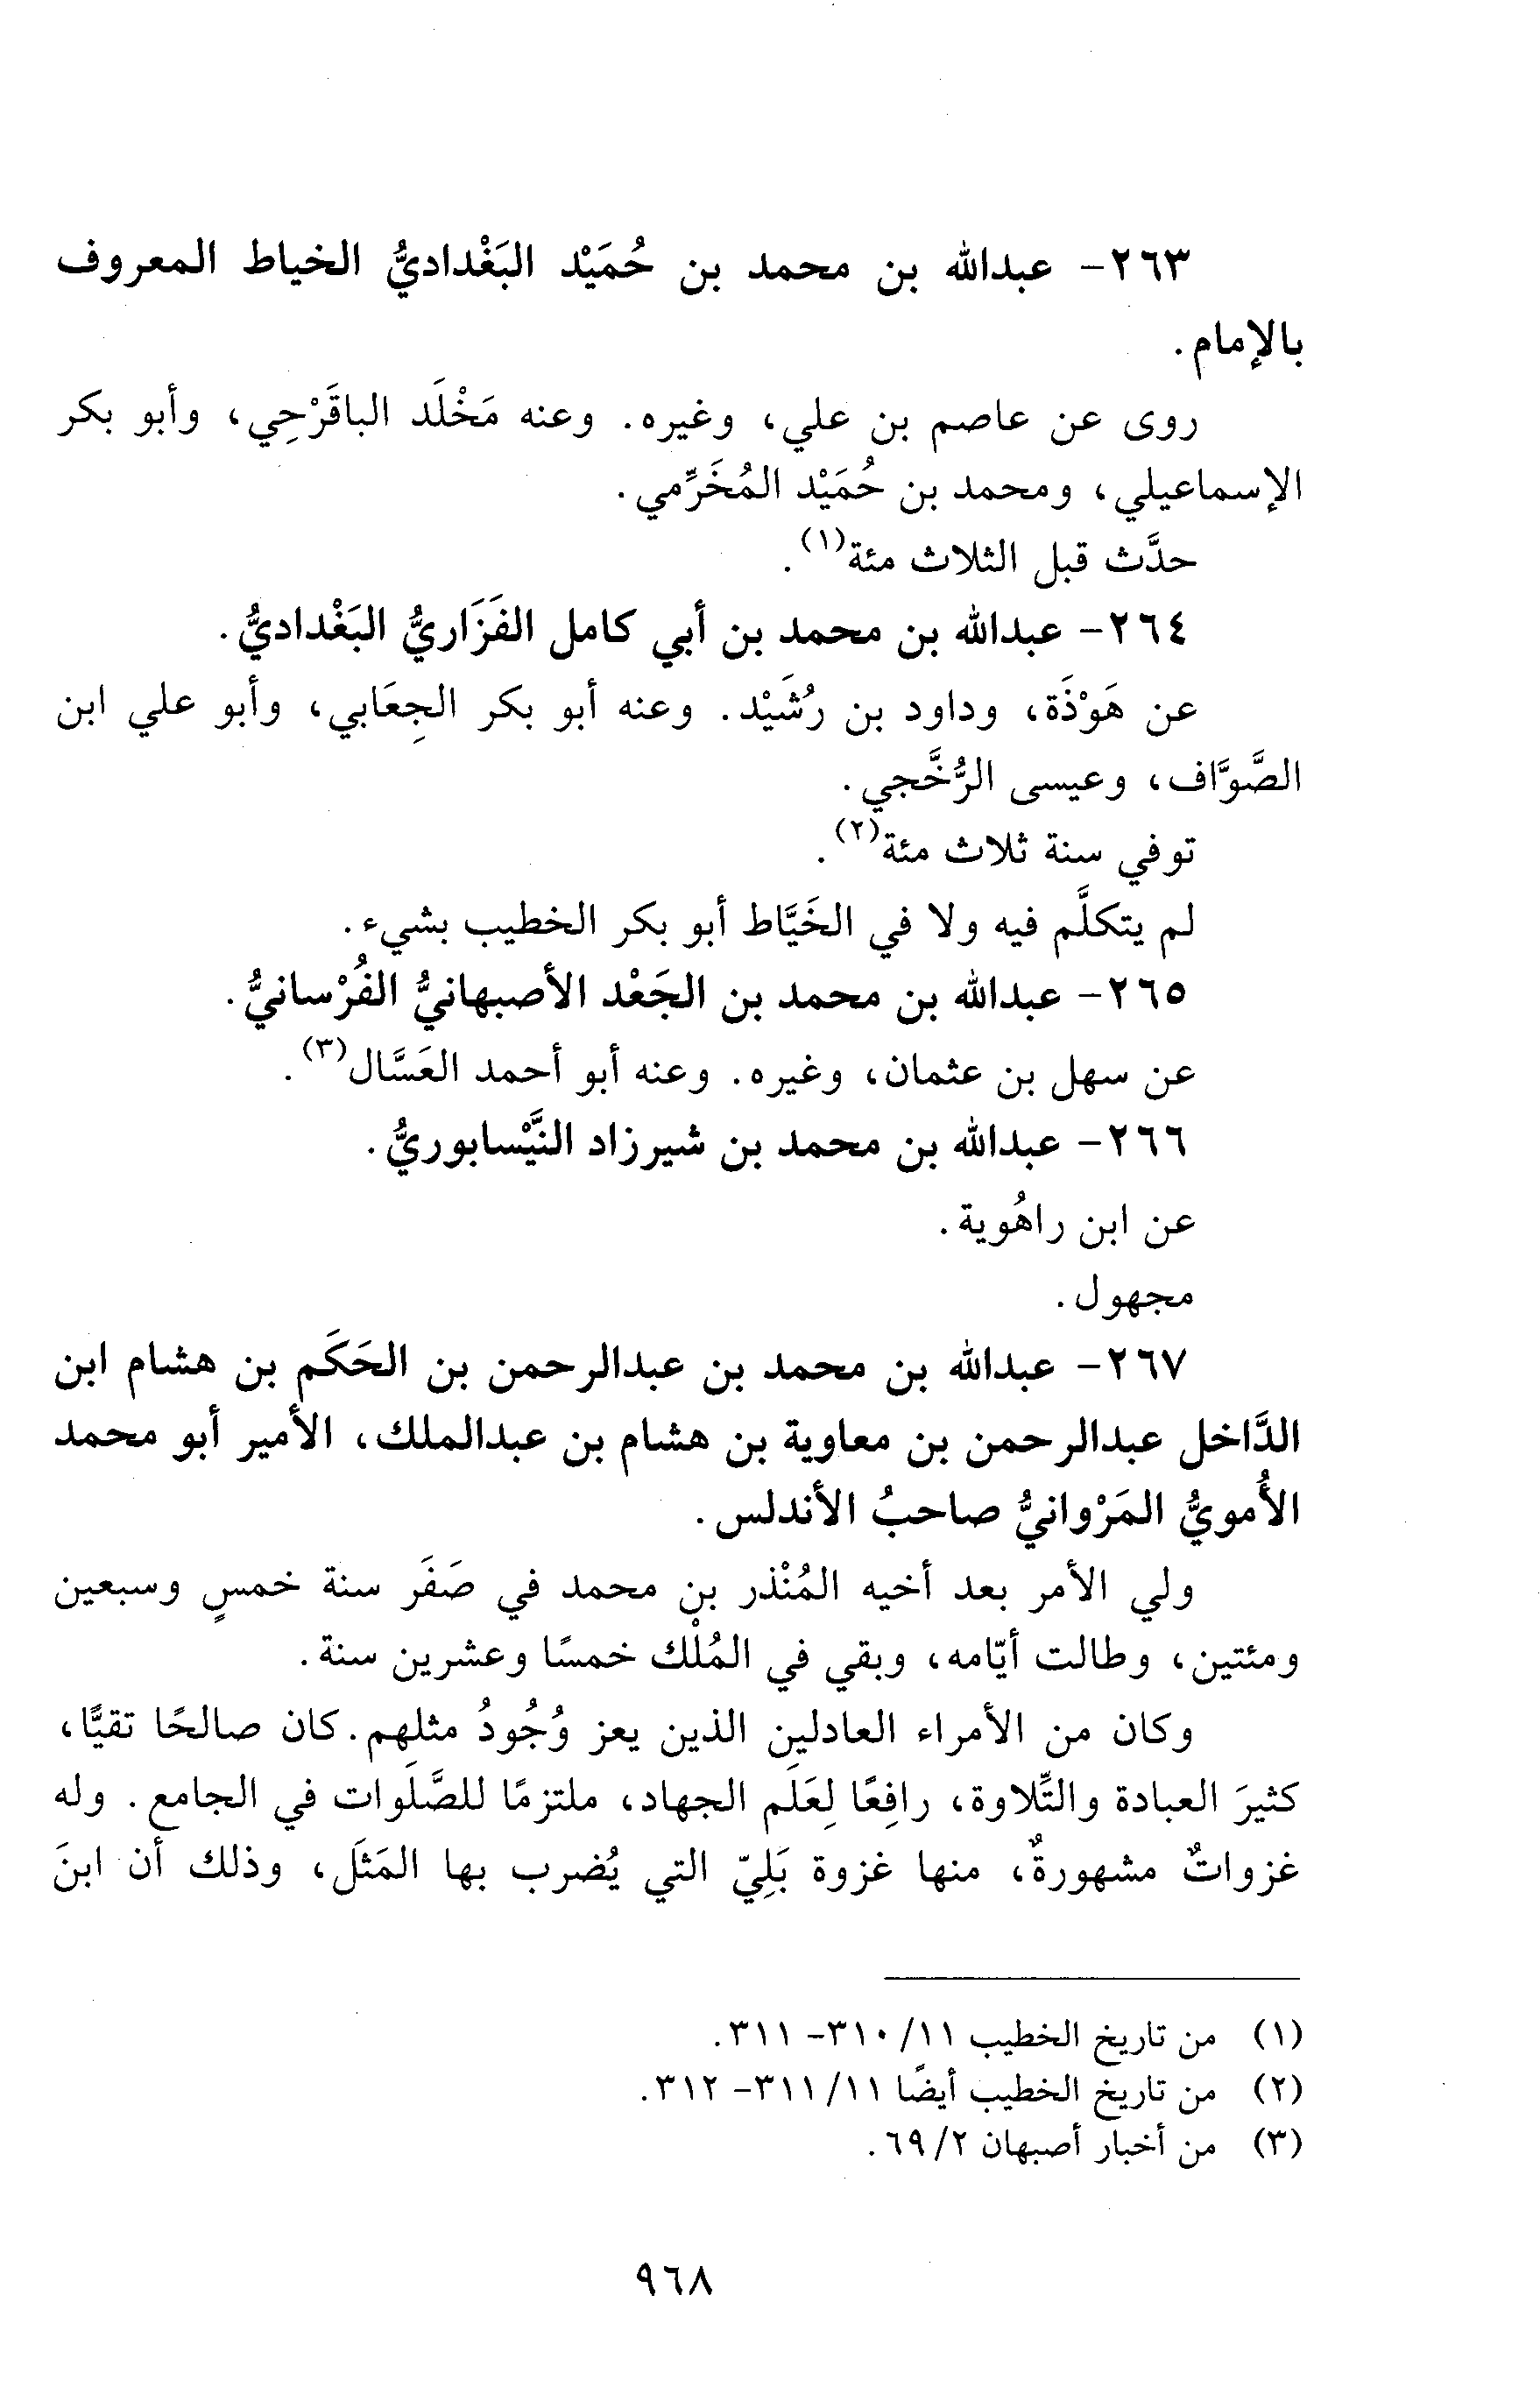 ٢٦٣- عبدالله بن محمد بن حُمَيْد البَغْداديُّ الخياط المعروف
بالإمام.
روى عن عاصم بن علي، وغيره. وعنه مَخْلَد الباقَرْحِي، وأبو بكر
الإسماعيلي، ومحمد بن حُمَيْد المُخَرِّمي.
حدَّث قبل الثلاث مئة(١).
٢٦٤- عبدالله بن محمد بن أبي كامل الفَزَاريُّ البَغْداديُّ.
عن هَوْذَة، وداود بن رُشَيْد. وعنه أبو بكر الجِعَابي، وأبو علي ابن
الصَّوَّاف، وعيسى الرُّخَّجي.
توفي سنة ثلاث مئة(٢).
لم يتكلَّم فيه ولا في الخَيَّاط أبو بكر الخطيب بشيء.
٢٦٥- عبدالله بن محمد بن الجَعْد الأصبهانيُّ الفُرْسانيُّ.
عن سهل بن عثمان، وغيره. وعنه أبو أحمد العَسَّال(٣).
٢٦٦- عبدالله بن محمد بن شيرزاد النَّيْسابوريُّ.
عن ابن راهُوية.
مجهول.
٢٦٧- عبدالله بن محمد بن عبدالرحمن بن الحَكَم بن هشام ابن
الدَّاخل عبدالرحمن بن معاوية بن هشام بن عبدالملك، الأمير أبو محمد
الأُمويُّ المَرْوانيُّ صاحبُ الأندلس.
ولي الأمر بعد أخيه المُنْذر بن محمد في صَفَر سنة خمسٍ وسبعين
ومئتين، وطالت أيّامه، وبقي في المُلْك خمسًا وعشرين سنة.
وكان من الأمراء العادلين الذين يعز وُجُودُ مثلهم. كان صالحًا تقيًّا،
كثيرَ العبادة والتِّلاوة، رافِعًا لِعَلَم الجهاد، ملتزمًا للصَّلَوات في الجامع. وله
غزواتٌ مشهورةٌ، منها غزوة بَلِيّ التي يُضرب بها المَثَل، وذلك أن ابنَ
(١) من تاريخ الخطيب ١١/ ٣١٠- ٣١١.
(٢) من تاريخ الخطيب أيضًا ١١/ ٣١١- ٣١٢.
(٣) من أخبار أصبهان ٢/ ٦٩.
٩٦٨